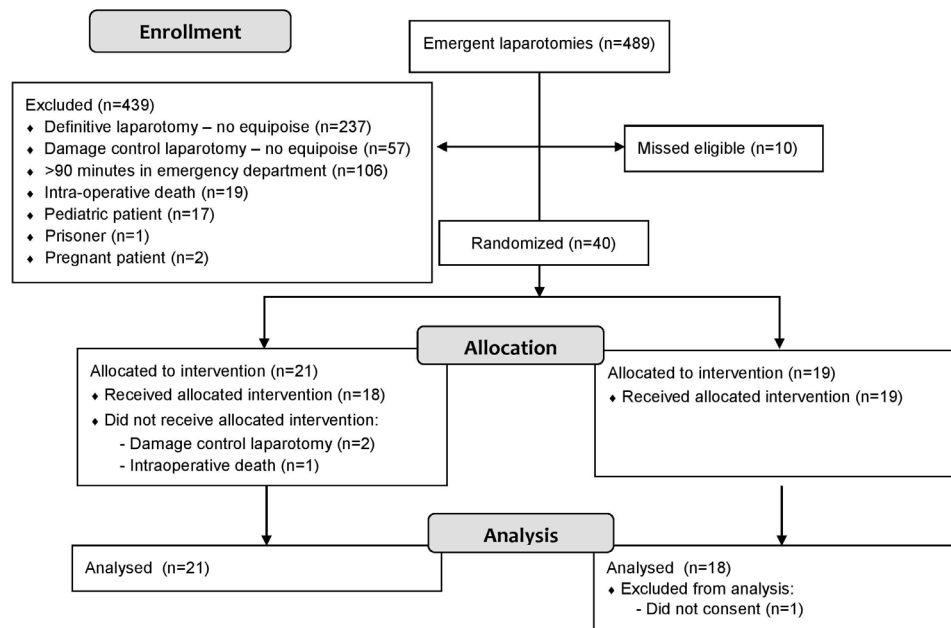 Enrollment
Emergent laparotomies (n=489)
Excluded (n=439)
♦ Definitive laparotomy – no equipoise (n=237)
♦ Damage control laparotomy – no equipoise (n=57)
♦ >90 minutes in emergency department (n=106)
♦ Intra-operative death (n=19)
♦ Pediatric patient (n=17)
♦ Prisoner (n=1)
♦ Pregnant patient (n=2)
Missed eligible (n=10)
Randomized (n=40)
Allocation
Allocated to intervention (n=21)
♦ Received allocated intervention (n=18)
♦ Did not receive allocated intervention:
- Damage control laparotomy (n=2)
- Intraoperative death (n=1)
Allocated to intervention (n=19)
♦ Received allocated intervention (n=19)
Analysis
Analysed (n=21)
Analysed (n=18)
♦ Excluded from analysis:
- Did not consent (n=1)